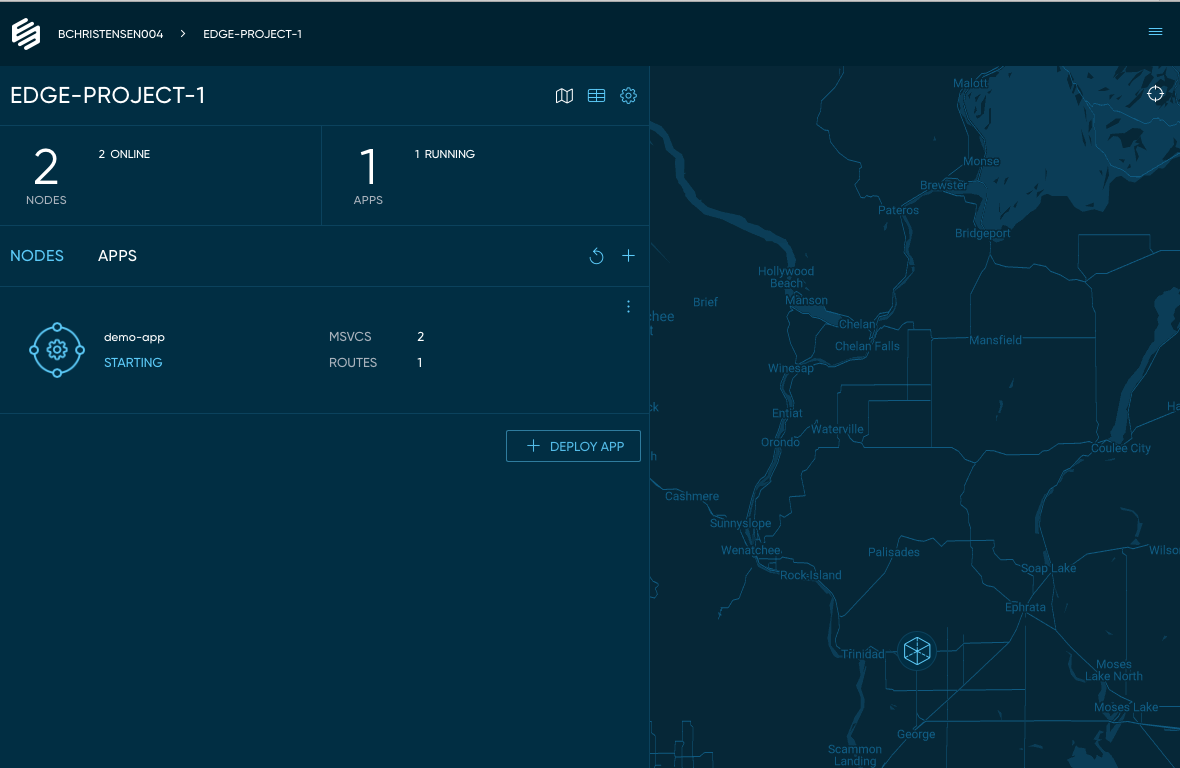 BCHRISTENSEN004 > EDGE-PROJECT-1
EDGE-PROJECT-1
2
2 ONLINE
NODES
1
1 RUNNING
APPS
NODES
APPS
demo-app
STARTING
MSVCS 2
ROUTES 1
DEPLOY APP
Malott
Monse
Brewster
Pateros
Bridgeport
Hollywood
Beach
Manson
Brief
Chelan
Chelan Falls
Mansfield
Winesap
Entiat
Waterville
Orondo
Coulee City
Cashmere
Sunnyslope
Wenatchee
Palisades
Rock Island
Soap Lake
Ephrata
Trinidad
Moses
Lake North
Moses Lake
George
Scammon
Landing